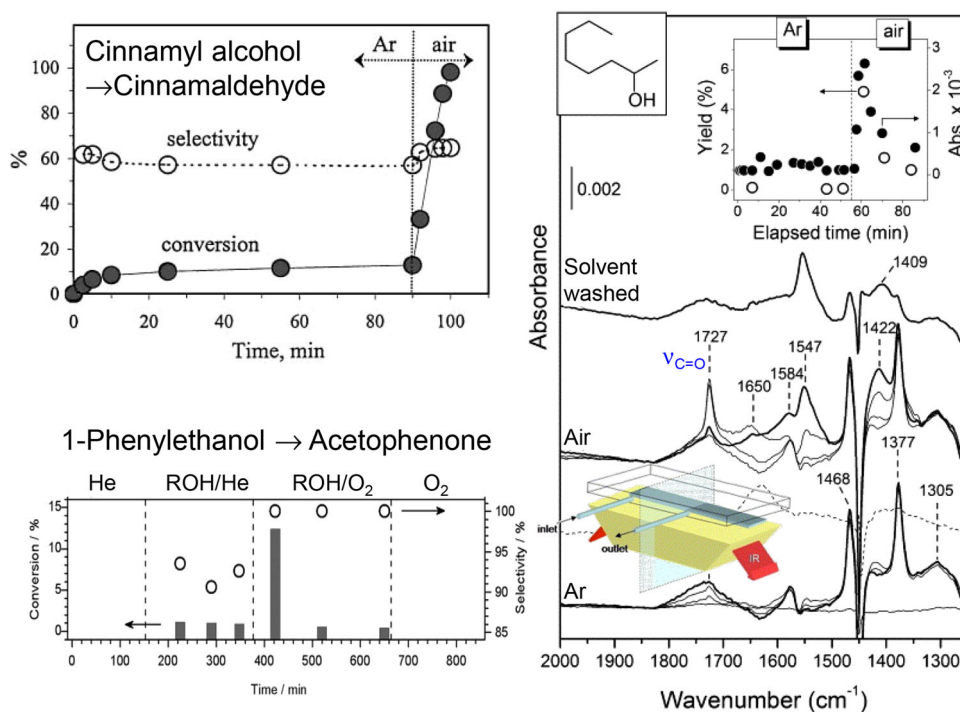 Cinnamyl alcohol
→Cinnamaldehyde
Ar
air
selectivity
conversion
%
100
80
60
40
20
0
0 20 40 60 80 100
Time, min
1-Phenylethanol → Acetophenone
He ROH/He ROH/O₂ O₂
Conversion / %
15
10
5
0
Selectivity / %
100
95
90
85
0 100 200 300 400 500 600 700 800
Time / min
OH
Ar
air
Yield (%)
6
4
2
0
Abs. x 10⁻³
3
2
1
0
0 20 40 60 80
Elapsed time (min)
0.002
Absorbance
Solvent
washed
1409
1727
νC=O
1650
1584
1547
1422
Air
1468
1377
1305
inlet
outlet
IR
Ar
2000 1900 1800 1700 1600 1500 1400 1300
Wavenumber (cm⁻¹)